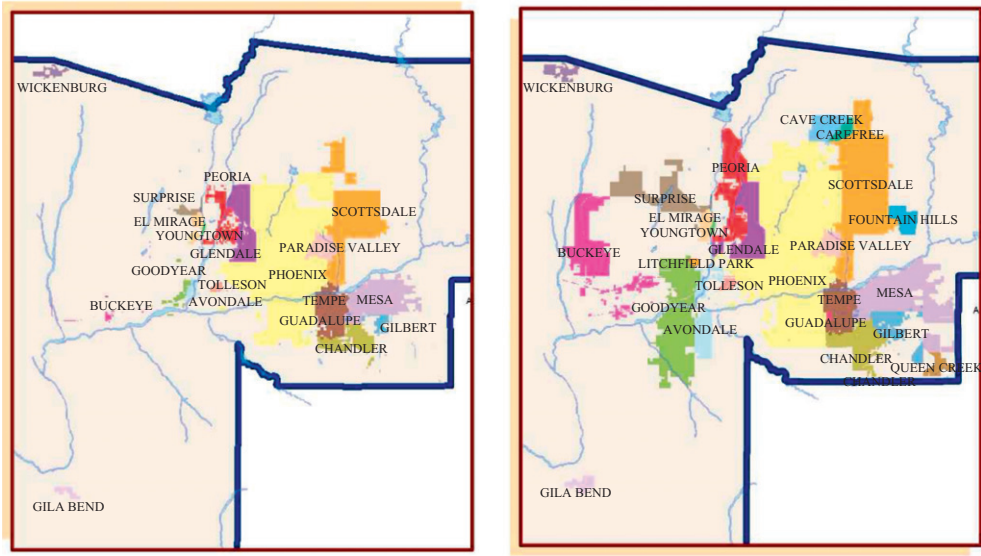 WICKENBURG
PEORIA
SURPRISE
EL MIRAGE
YOUNGTOWN
SCOTTSDALE
GLENDALE
PARADISE VALLEY
GOODYEAR
PHOENIX
TOLLESON
BUCKEYE
AVONDALE
TEMPE
MESA
GUADALUPE
GILBERT
CHANDLER
GILA BEND
WICKENBURG
CAVE CREEK
CAREFREE
PEORIA
SCOTTSDALE
SURPRISE
EL MIRAGE
FOUNTAIN HILLS
YOUNGTOWN
GLENDALE
PARADISE VALLEY
BUCKEYE
LITCHFIELD PARK
TOLLESON
PHOENIX
MESA
TEMPE
GOODYEAR
GUADALUPE
AVONDALE
GILBERT
CHANDLER
QUEEN CREEK
CHANDLER
GILA BEND